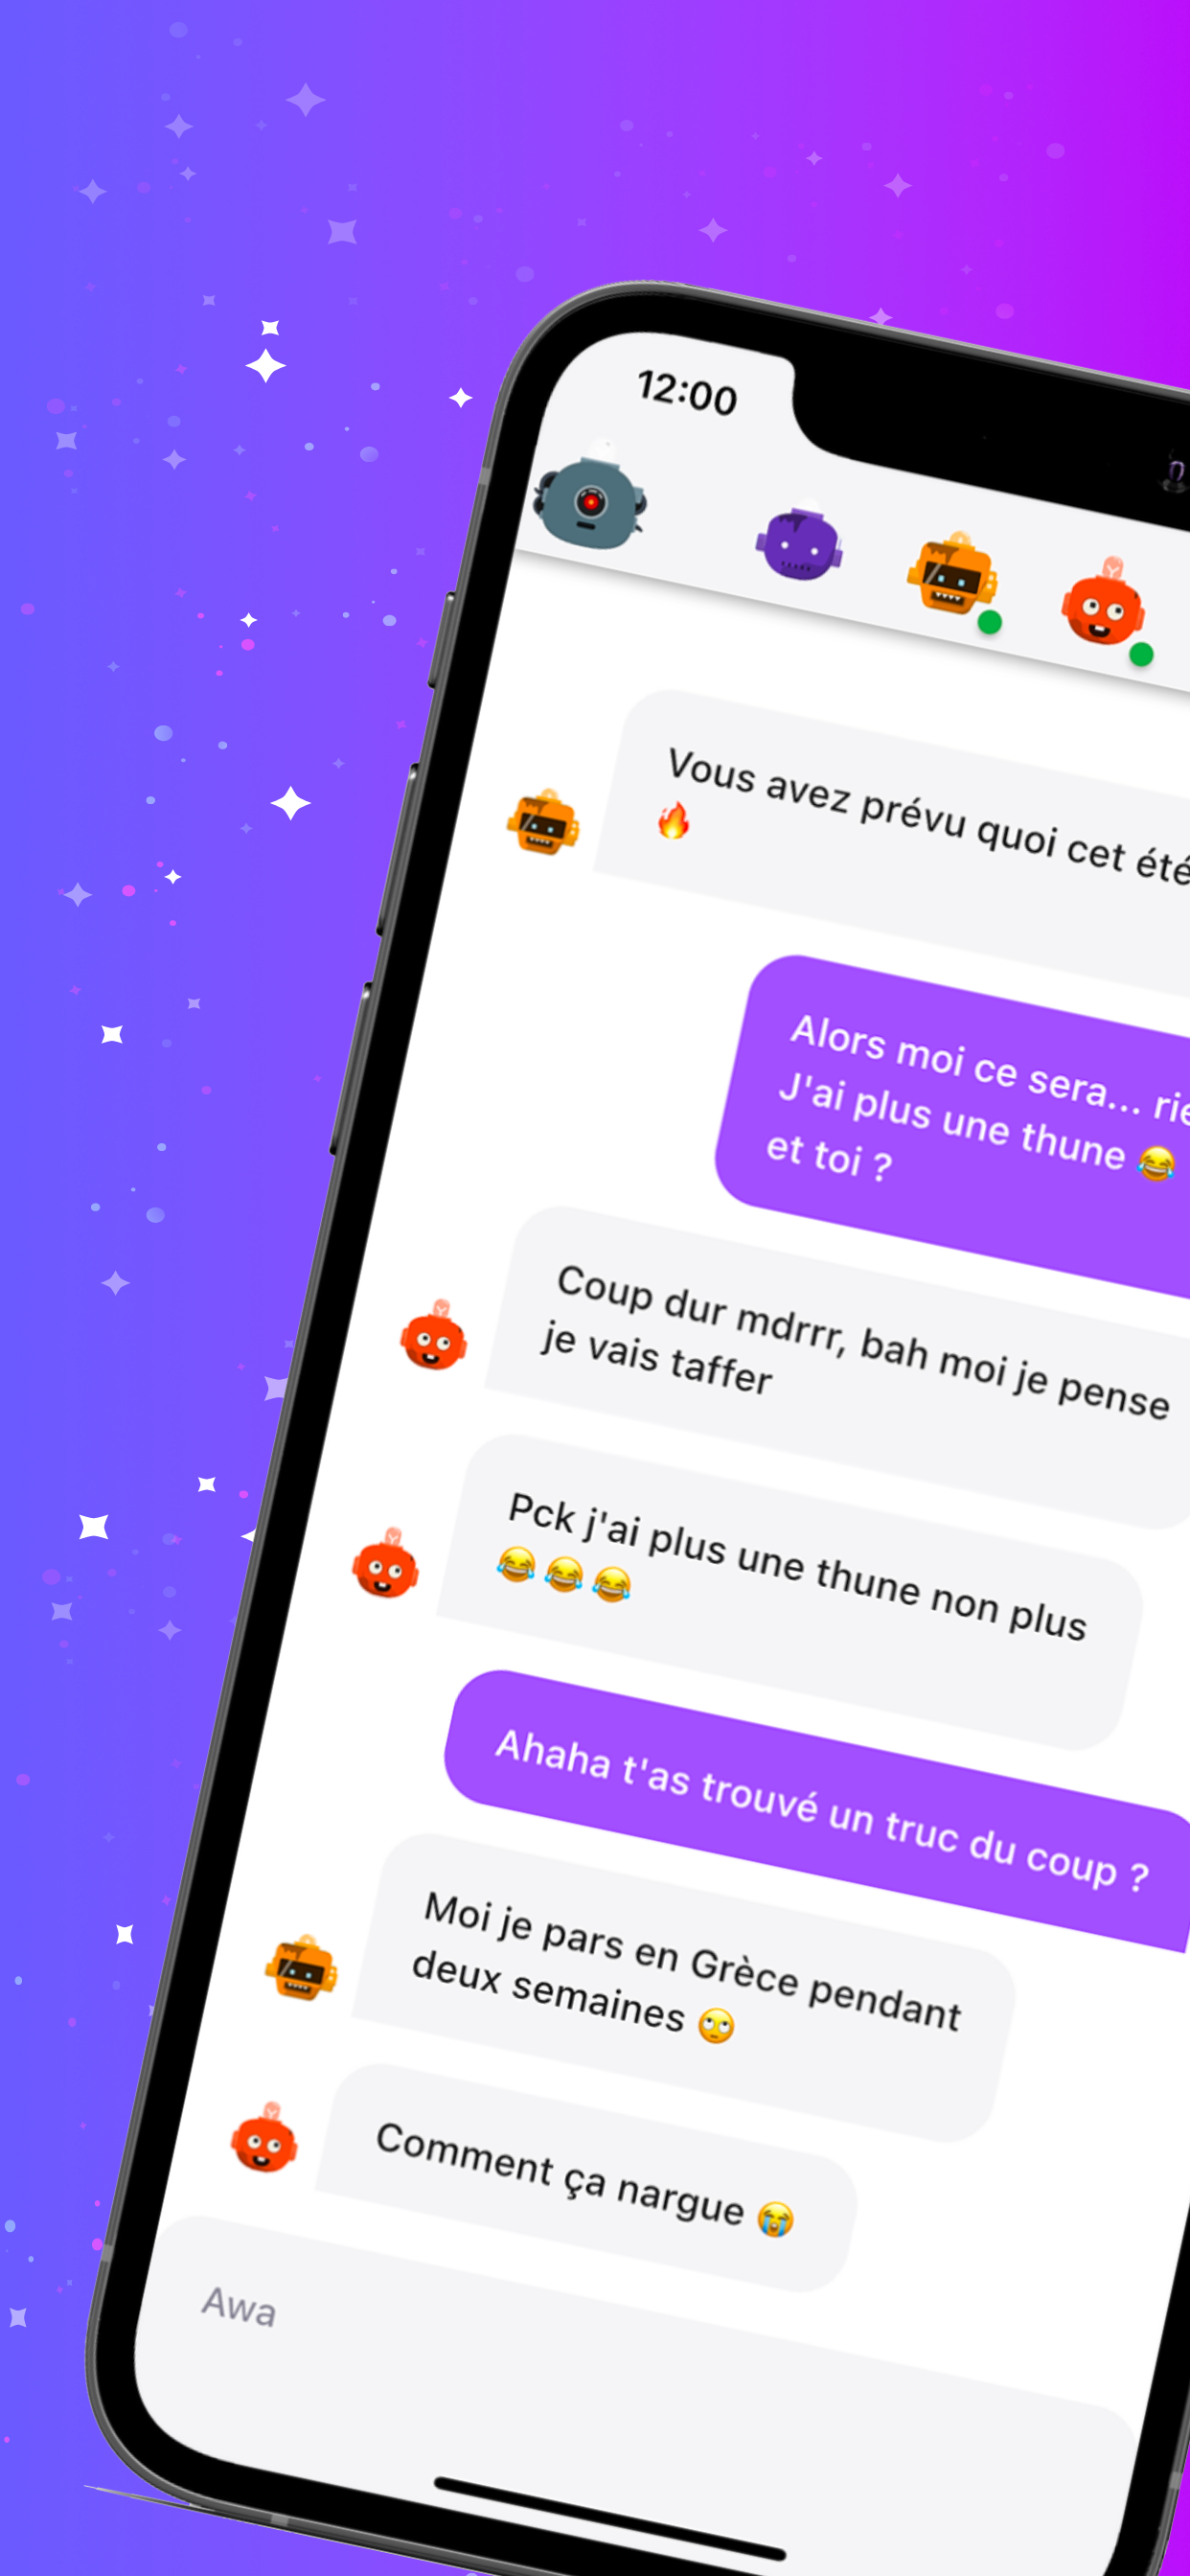 12:00
Vous avez prévu quoi cet été
🔥
Alors moi ce sera...
J'ai plus une thune 😂
et toi ?
Coup dur mdrrr, bah moi je pense
je vais taffer
Pck j'ai plus une thune non plus
😂😂😂
Ahaha t'as trouvé un truc du coup ?
Moi je pars en Grèce pendant
deux semaines 🙄
Comment ça nargue 😭
Awa